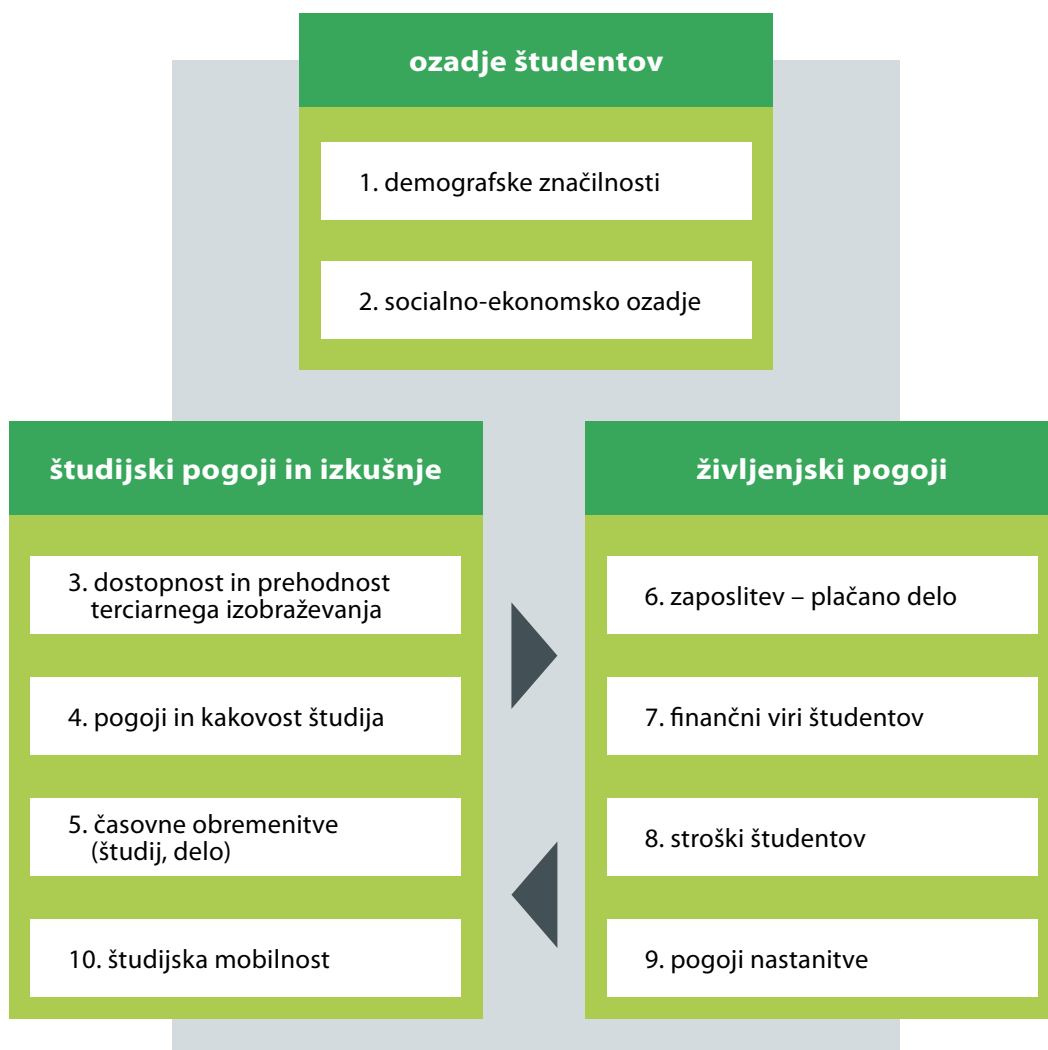 ozadje študentov
1. demografske značilnosti
2. socialno-ekonomsko ozadje
študijski pogoji in izkušnje
3. dostopnost in prehodnost
terciarnega izobraževanja
4. pogoji in kakovost študija
5. časovne obremenitve
(študij, delo)
10. študijska mobilnost
življenjski pogoji
6. zaposlitev – plačano delo
7. finančni viri študentov
8. stroški študentov
9. pogoji nastanitve